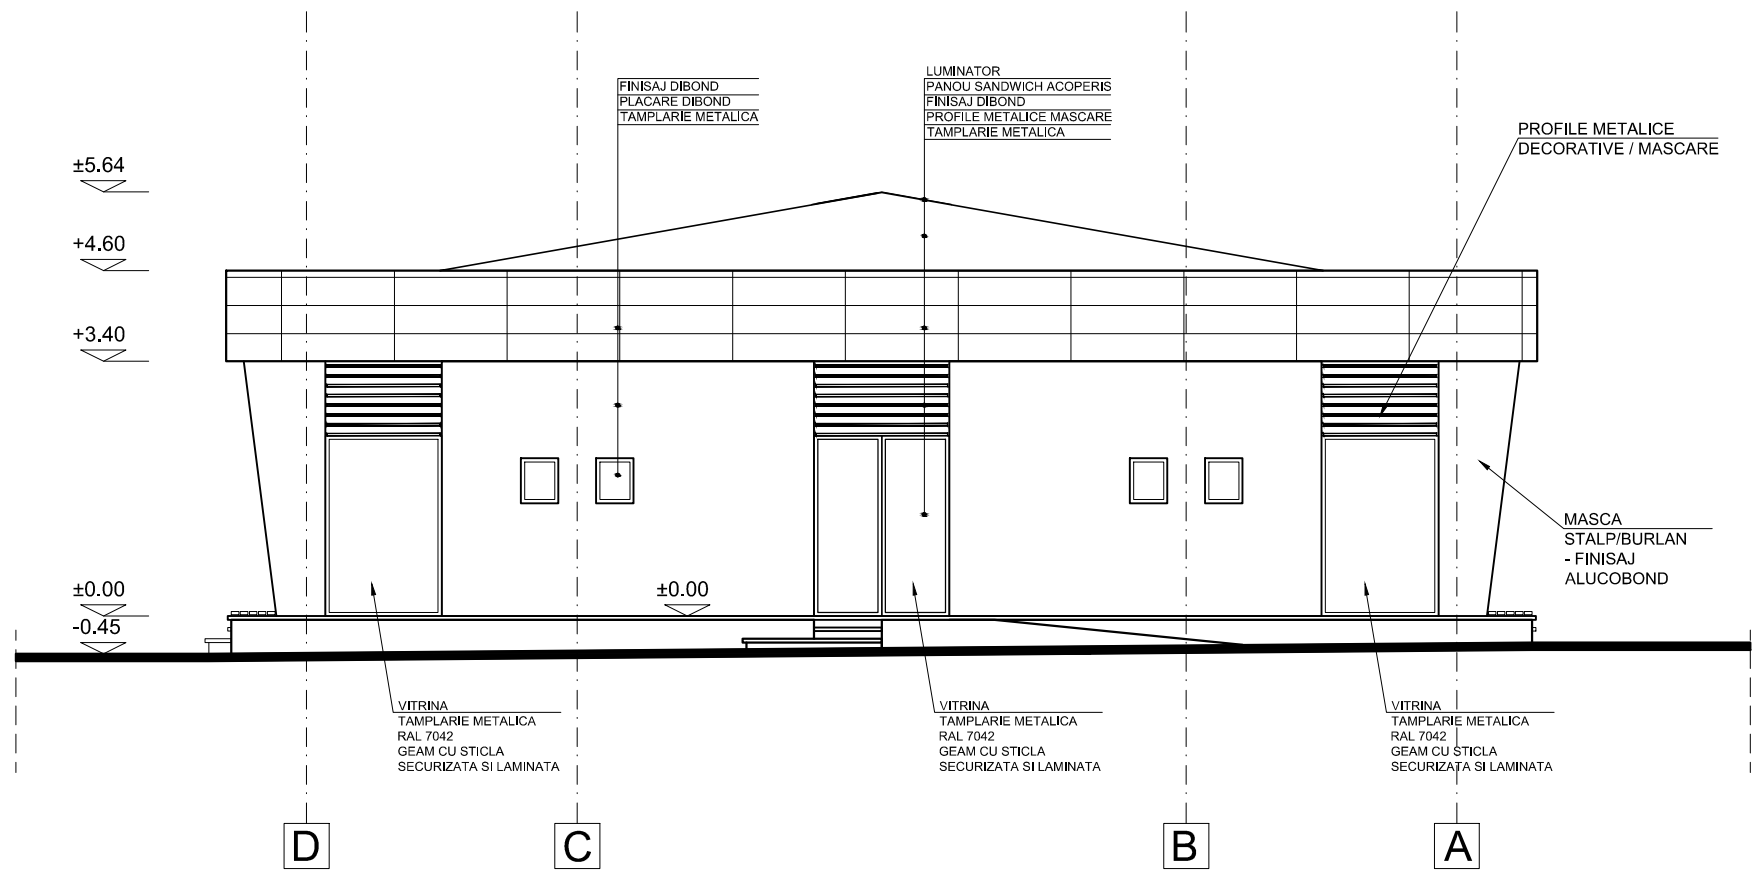 FINISAJ DIBOND
PLACARE DIBOND
TAMPLARIE METALICA
LUMINATOR
PANOU SANDWICH ACOPERIS
FINISAJ DIBOND
PROFILE METALICE MASCARE
TAMPLARIE METALICA
PROFILE METALICE
DECORATIVE / MASCARE
±5.64
+4.60
+3.40
±0.00
-0.45
±0.00
MASCA
STALP/BURLAN
- FINISAJ
ALUCOBOND
VITRINA
TAMPLARIE METALICA
RAL 7042
GEAM CU STICLA
SECURIZATA SI LAMINATA
VITRINA
TAMPLARIE METALICA
RAL 7042
GEAM CU STICLA
SECURIZATA SI LAMINATA
VITRINA
TAMPLARIE METALICA
RAL 7042
GEAM CU STICLA
SECURIZATA SI LAMINATA
D
C
B
A